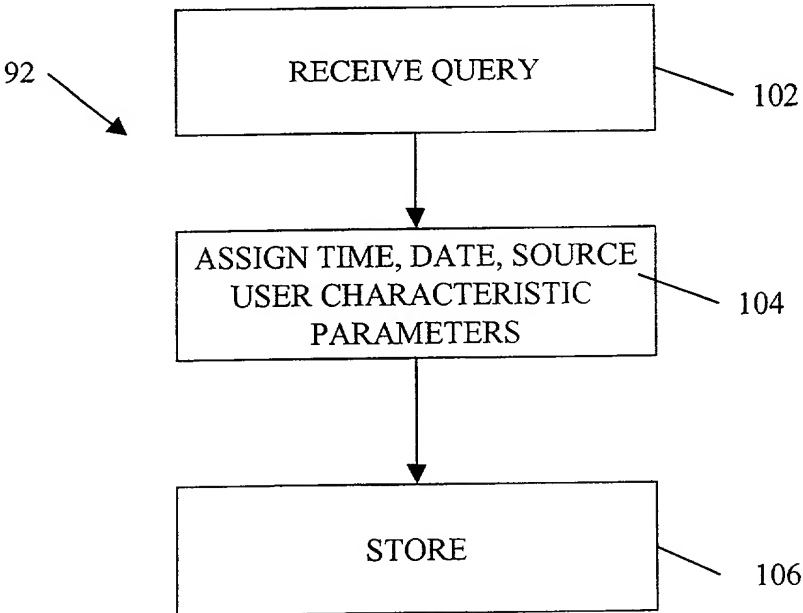 RECEIVE QUERY
92
102
ASSIGN TIME, DATE, SOURCE
USER CHARACTERISTIC
PARAMETERS
104
STORE
106